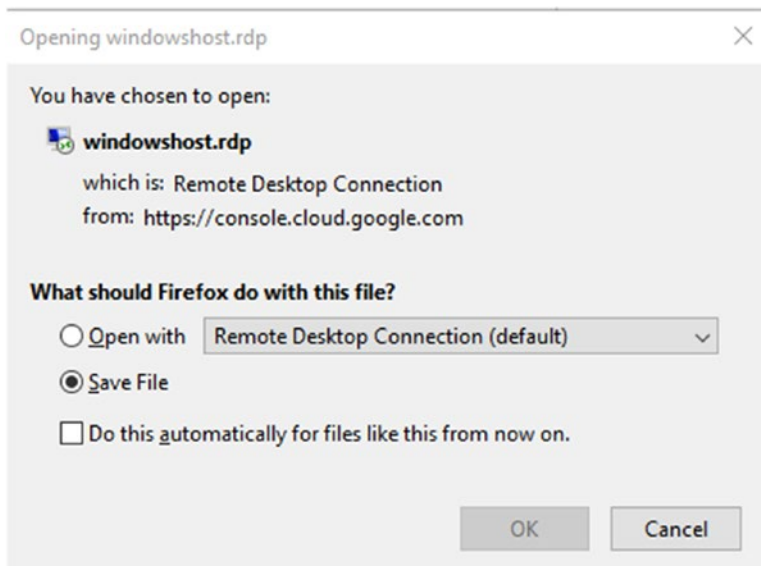 Opening windowshost.rdp
You have chosen to open:
windowshost.rdp
which is: Remote Desktop Connection
from: https://console.cloud.google.com
What should Firefox do with this file?
Open with Remote Desktop Connection (default)
Save File
Do this automatically for files like this from now on.
OK Cancel